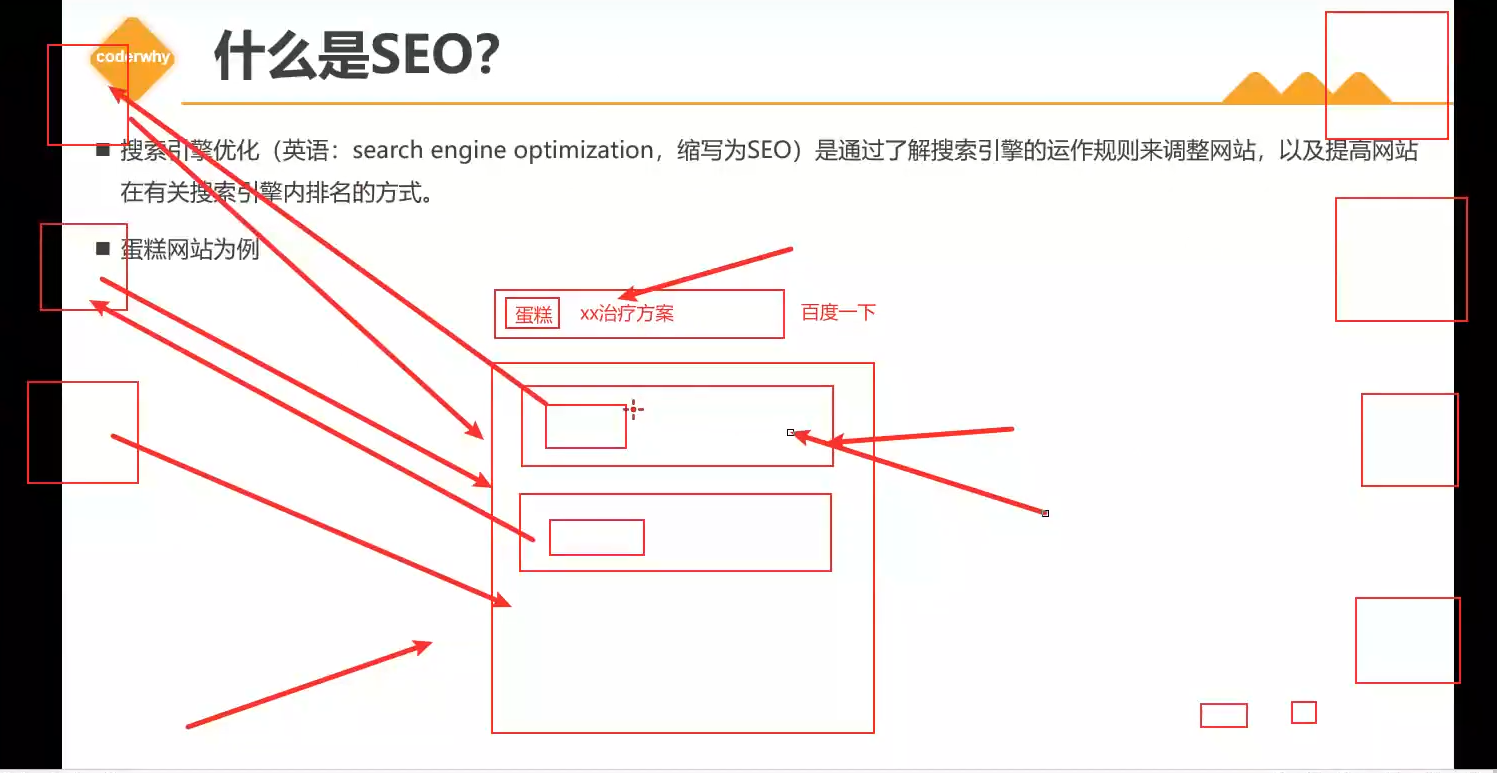 coderwhy
什么是SEO？
搜索引擎优化（英语：search engine optimization，缩写为SEO）是通过了解搜索引擎的运作规则来调整网站，以及提高网站
在有关搜索引擎内排名的方式。
蛋糕网站为例
蛋糕 xx治疗方案 百度一下